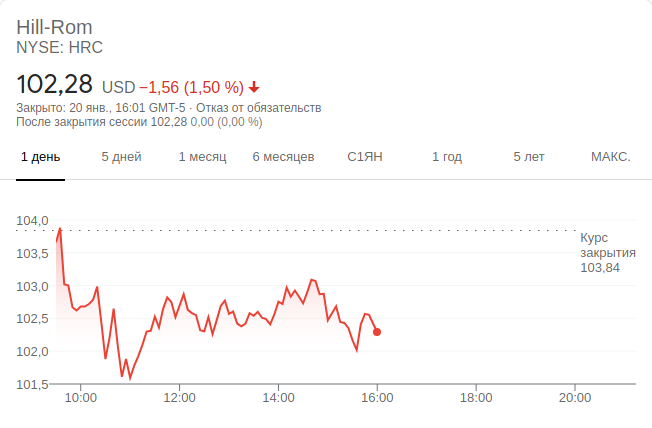 Hill-Rom
NYSE: HRC
102,28 USD −1,56 (1,50 %)
Закрыто: 20 янв., 16:01 GMT-5 · Отказ от обязательств
После закрытия сессии 102,28 0,00 (0,00 %)
1 день 5 дней 1 месяц 6 месяцев С1ЯН 1 год 5 лет МАКС.
104,0
Курс
закрытия
103,84
103,5
103,0
102,5
102,0
101,5
10:00 12:00 14:00 16:00 18:00 20:00